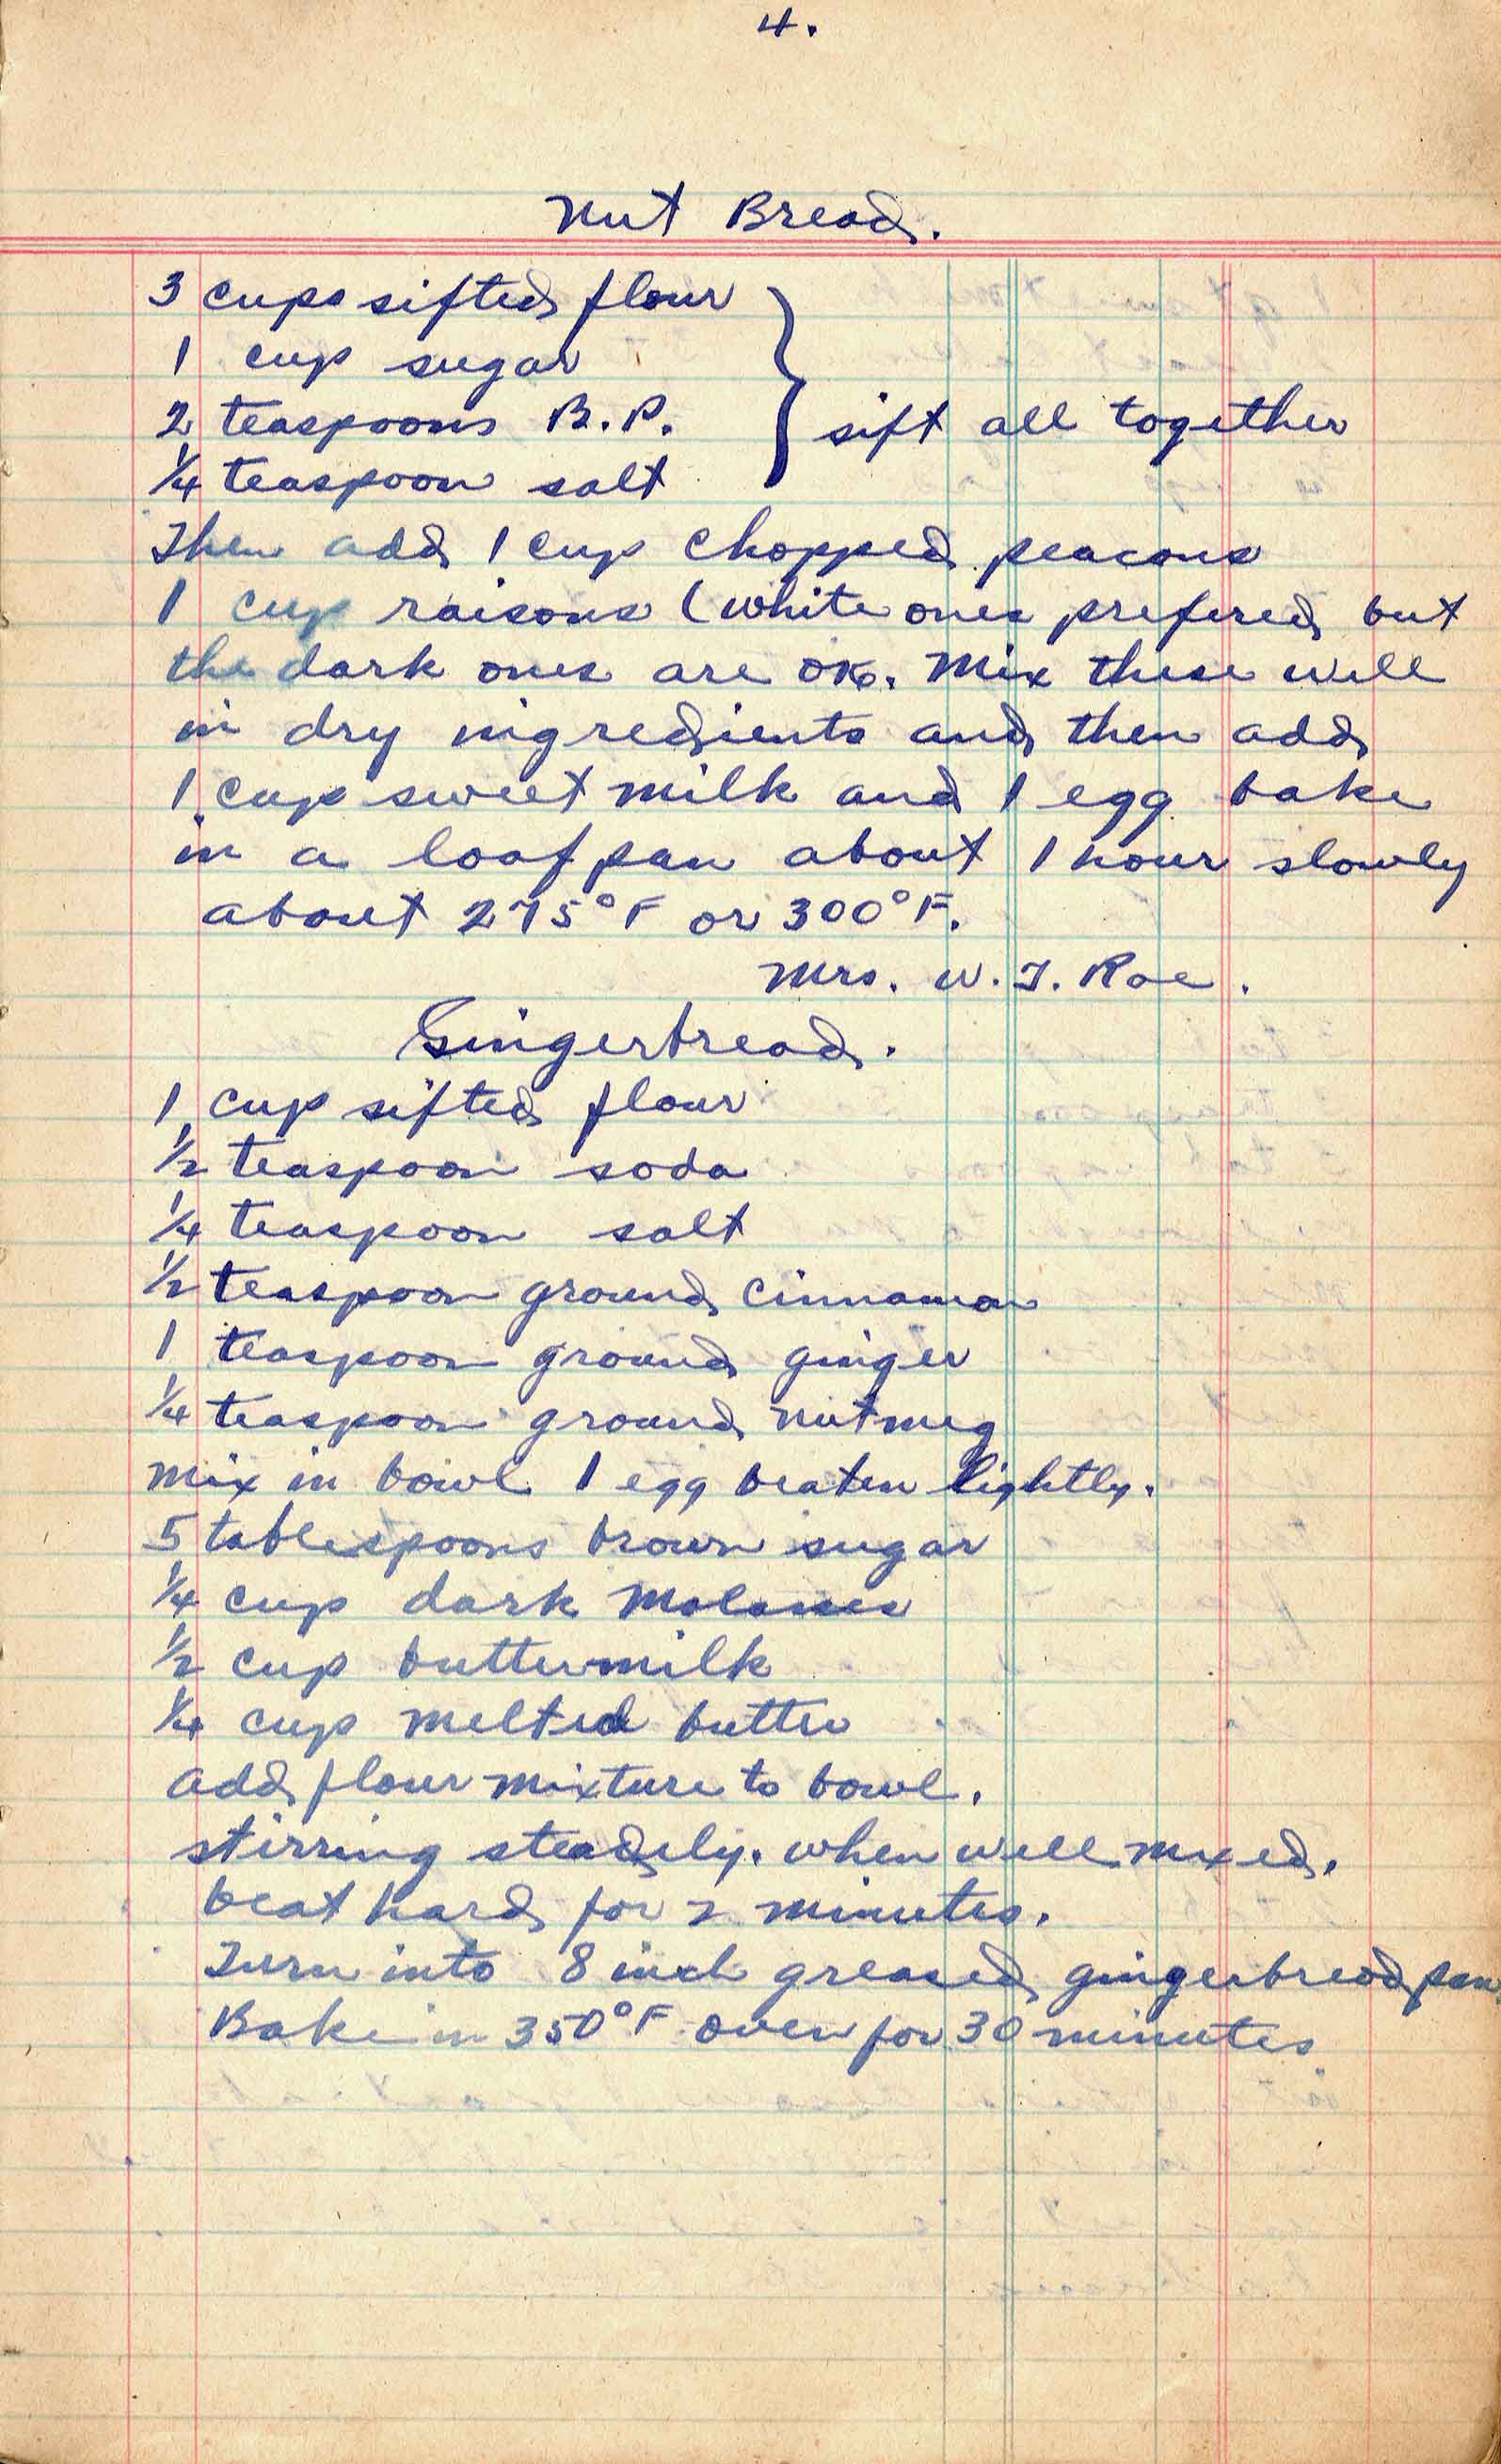 4.
Nut Bread.
3 cups sifted flour
1 cup sugar
2 teaspoons B.P. } sift all together
1/4 teaspoon salt
Then add 1 cup chopped peacons
1 cup raisons (white ones prefered but
the dark ones are OK. Mix these well
in dry ingredients and then add
1 cup sweet milk and 1 egg bake
in a loaf pan about 1 hour slowly
about 275°F or 300°F.
Mrs. W. T. Roe.
Gingerbread.
1 cup sifted flour
1/2 teaspoon soda
1/4 teaspoon salt
1/2 teaspoon ground cinnamon
1 teaspoon ground ginger
1/4 teaspoon ground nutmeg
Mix in bowl 1 egg beaten lightly.
5 tablespoons brown sugar
1/4 cup dark Molasses
1/2 cup buttermilk
1/4 cup melted butter
add flour mixture to bowl.
stirring steadily. when well mixed.
beat hard for 2 minutes.
Turn into 8 inch greased gingerbread pan.
Bake in 350°F oven for 30 minutes